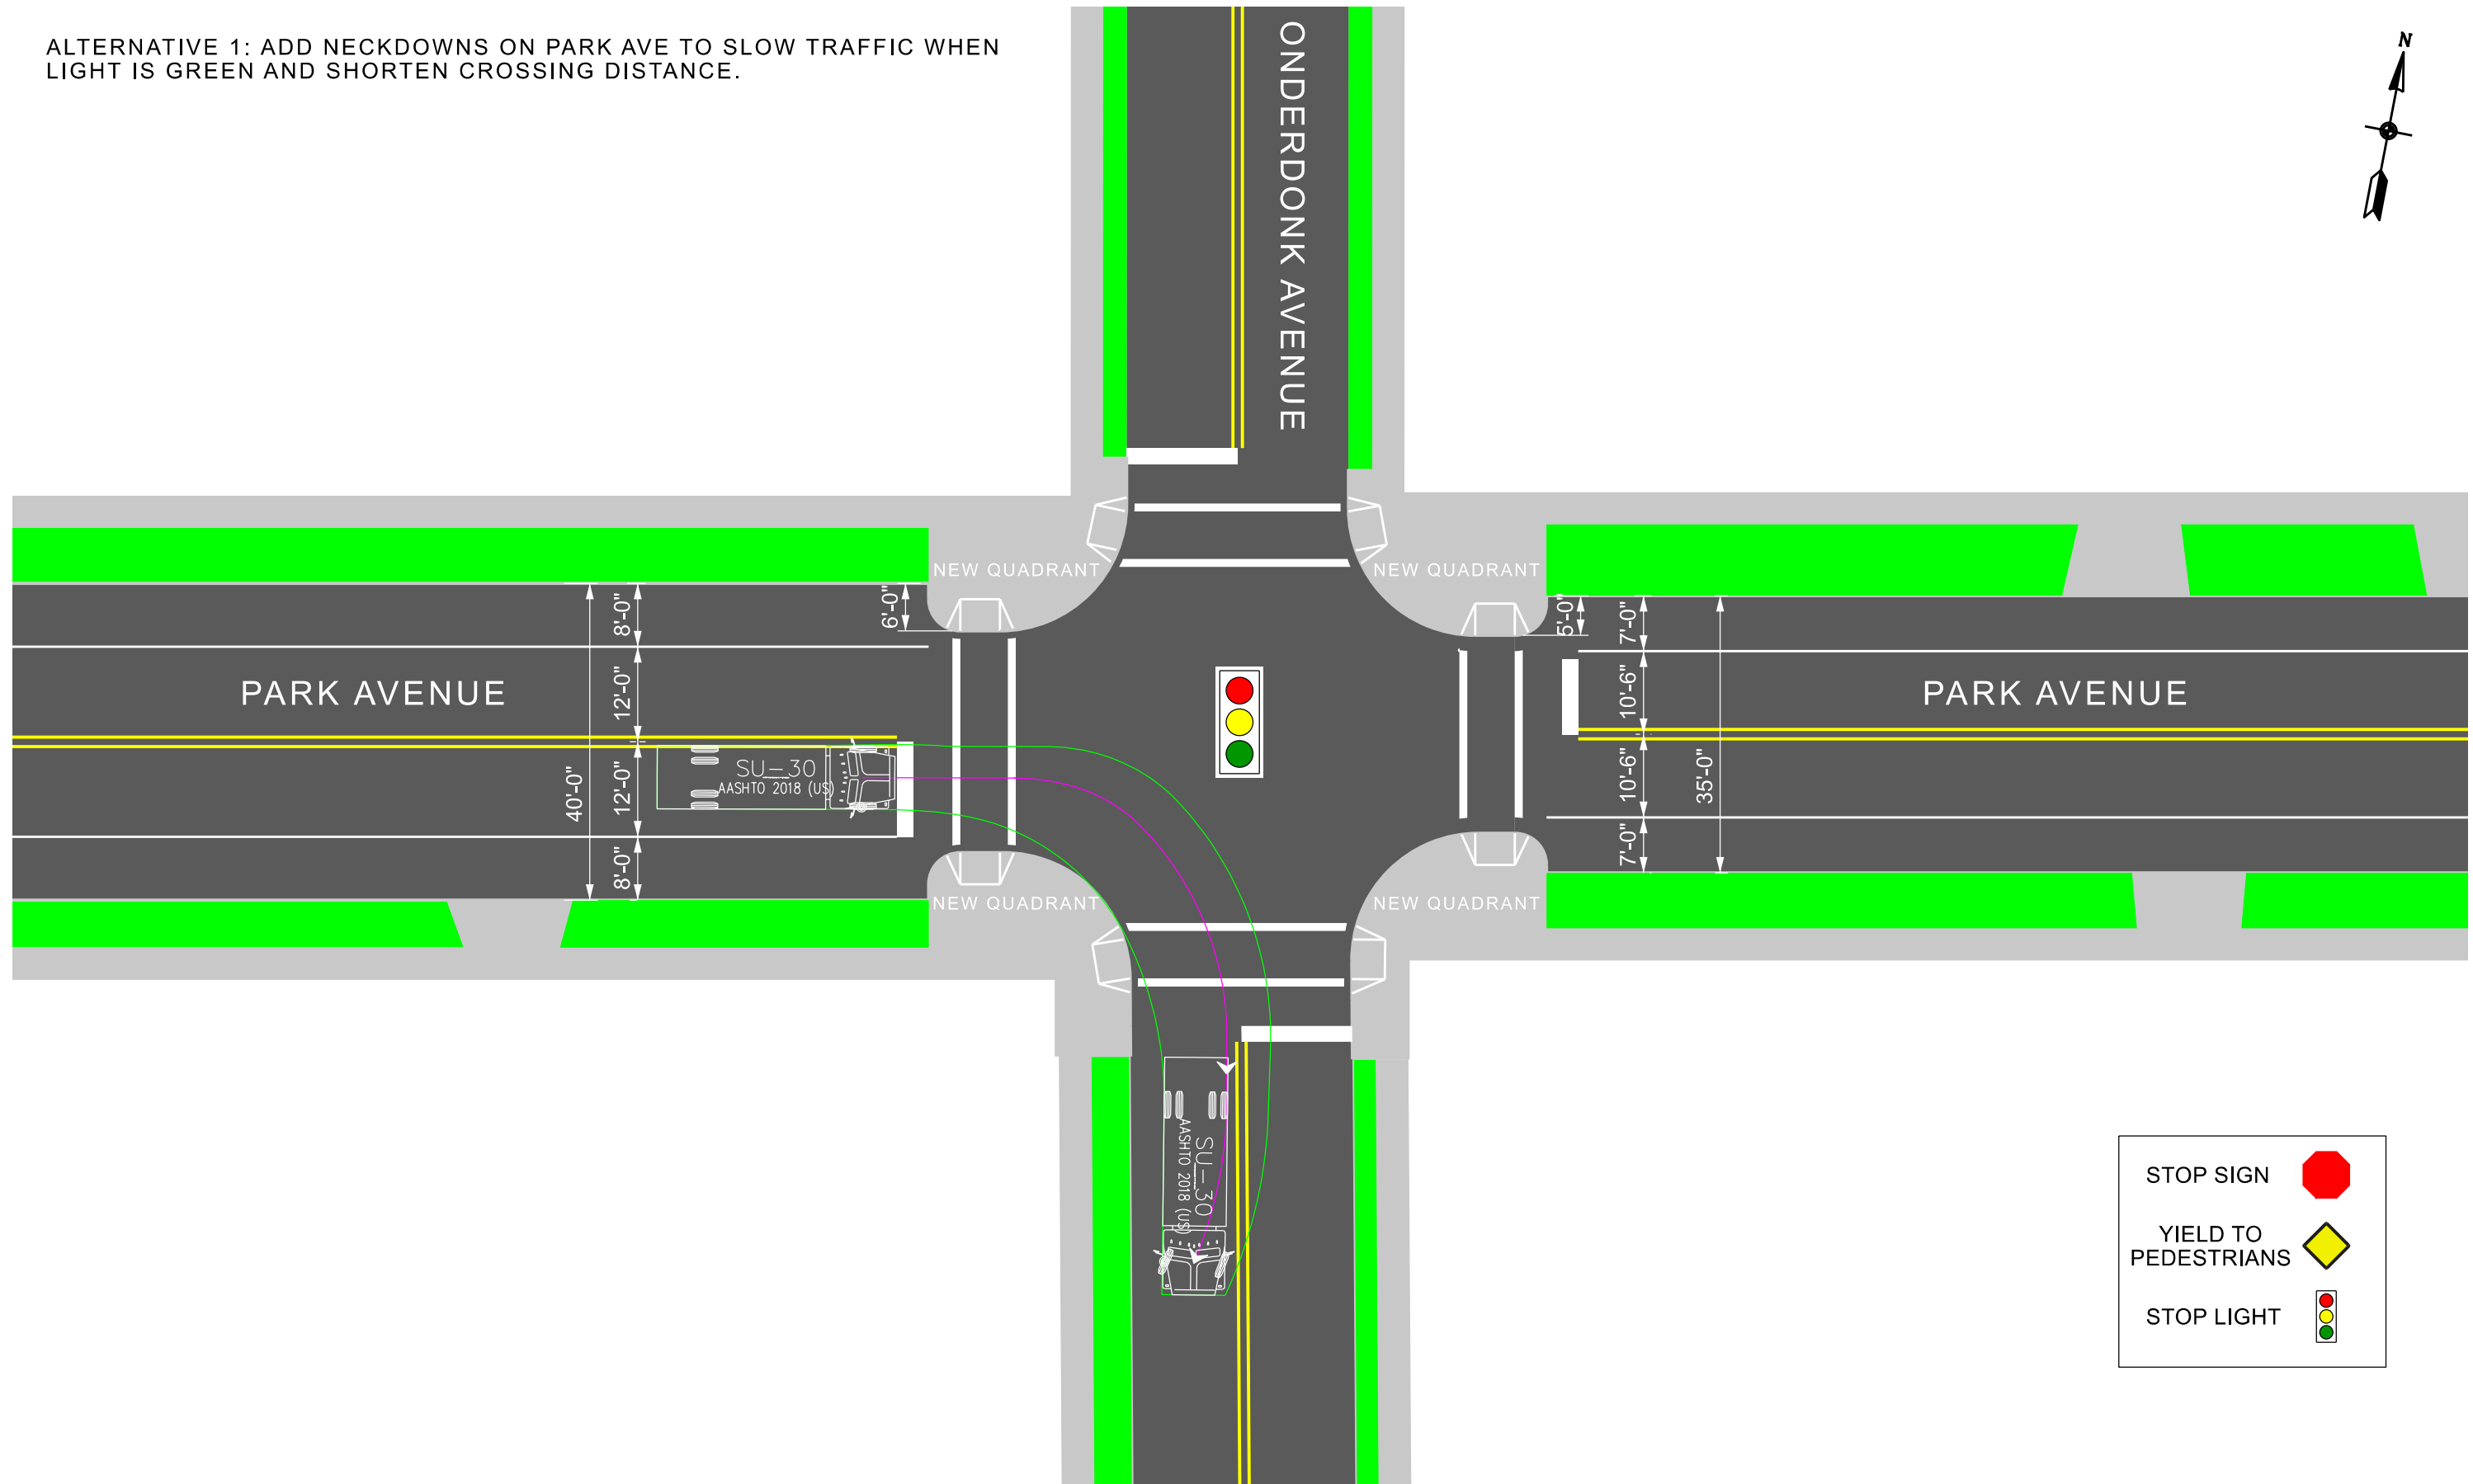 ALTERNATIVE 1: ADD NECKDOWNS ON PARK AVE TO SLOW TRAFFIC WHEN
LIGHT IS GREEN AND SHORTEN CROSSING DISTANCE.
N
ONDERDONK AVENUE
NEW QUADRANT
NEW QUADRANT
8'-0"
6'-0"
5'-0"
7'-0"
PARK AVENUE
12'-0"
10'-6"
PARK AVENUE
40'-0"
12'-0"
SU-30
AASHTO 2018 (US)
10'-6"
35'-0"
8'-0"
7'-0"
NEW QUADRANT
NEW QUADRANT
SU-30
AASHTO 2018 (US)
STOP SIGN
YIELD TO
PEDESTRIANS
STOP LIGHT